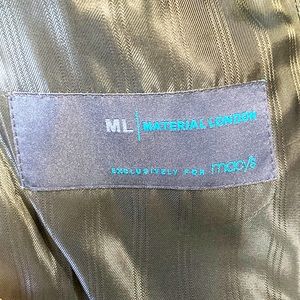 ML | MATERIAL LONDON
EXCLUSIVELY FOR macy's